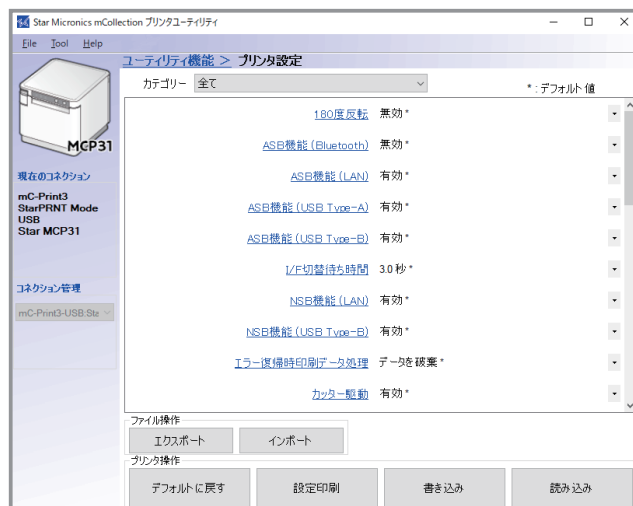 Star Micronics mCollection プリンタユーティリティ
File Tool Help
ユーティリティ機能 > プリンタ設定
カテゴリー 全て
* : デフォルト値
MCP31
現在のコネクション
mC-Print3
StarPRNT Mode
USB
Star MCP31
コネクション管理
mC-Print3-USB:Sta
180度反転 無効*
ASB機能(Bluetooth) 無効*
ASB機能(LAN) 有効*
ASB機能(USB Type-A) 有効*
ASB機能(USB Type-B) 有効*
I/F切替待ち時間 3.0秒*
NSB機能(LAN) 有効*
NSB機能(USB Type-B) 有効*
エラー復帰時印刷データ処理 データを破棄*
カッター駆動 有効*
ファイル操作
エクスポート インポート
プリンタ操作
デフォルトに戻す 設定印刷 書き込み 読み込み